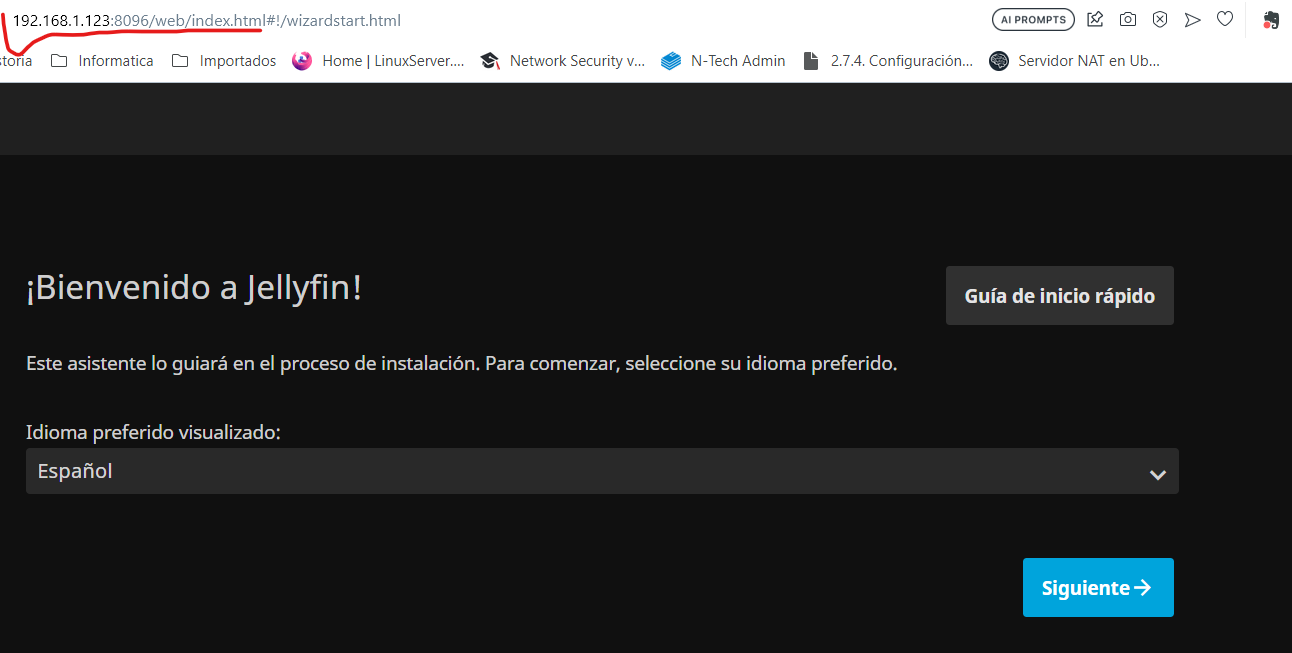 192.168.1.123:8096/web/index.html#!/wizardstart.html AI PROMPTS
storia Informatica Importados Home | LinuxServer.... Network Security v... N-Tech Admin 2.7.4. Configuración... Servidor NAT en Ub...
¡Bienvenido a Jellyfin!
Guía de inicio rápido
Este asistente lo guiará en el proceso de instalación. Para comenzar, seleccione su idioma preferido.
Idioma preferido visualizado:
Español
Siguiente